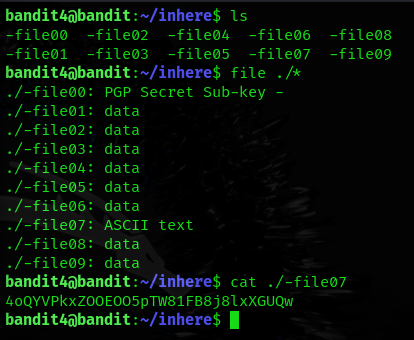 bandit4@bandit:~/inhere$ ls
-file00  -file02  -file04  -file06  -file08
-file01  -file03  -file05  -file07  -file09
bandit4@bandit:~/inhere$ file ./*
./-file00: PGP Secret Sub-key -
./-file01: data
./-file02: data
./-file03: data
./-file04: data
./-file05: data
./-file06: data
./-file07: ASCII text
./-file08: data
./-file09: data
bandit4@bandit:~/inhere$ cat ./-file07
4oQYVPkxZOOEOO5pTW81FB8j8lxXGUQw
bandit4@bandit:~/inhere$